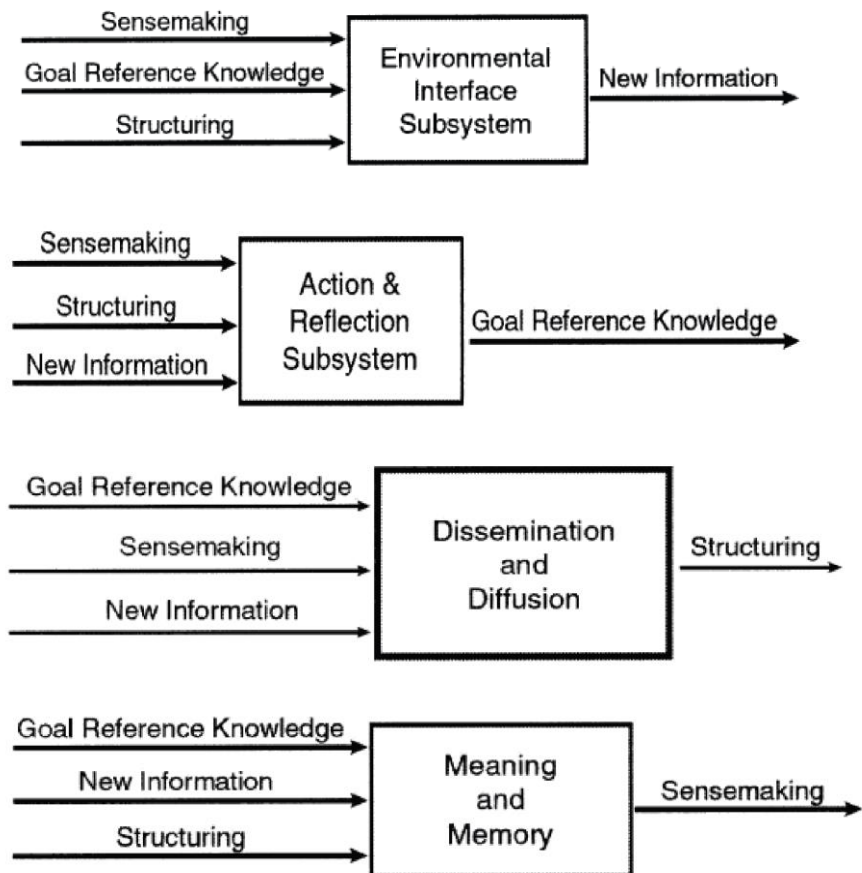 Sensemaking
Goal Reference Knowledge
Structuring
Environmental
Interface
Subsystem
New Information
Sensemaking
Structuring
New Information
Action &
Reflection
Subsystem
Goal Reference Knowledge
Goal Reference Knowledge
Sensemaking
New Information
Dissemination
and
Diffusion
Structuring
Goal Reference Knowledge
New Information
Structuring
Meaning
and
Memory
Sensemaking